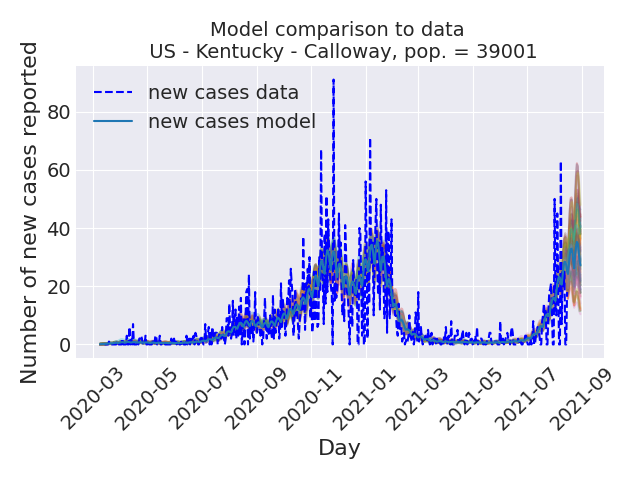 Model comparison to data
US - Kentucky - Calloway, pop. = 39001
Number of new cases reported
80
60
40
20
0
new cases data
new cases model
2020-03
2020-05
2020-07
2020-09
2020-11
2021-01
2021-03
2021-05
2021-07
2021-09
Day